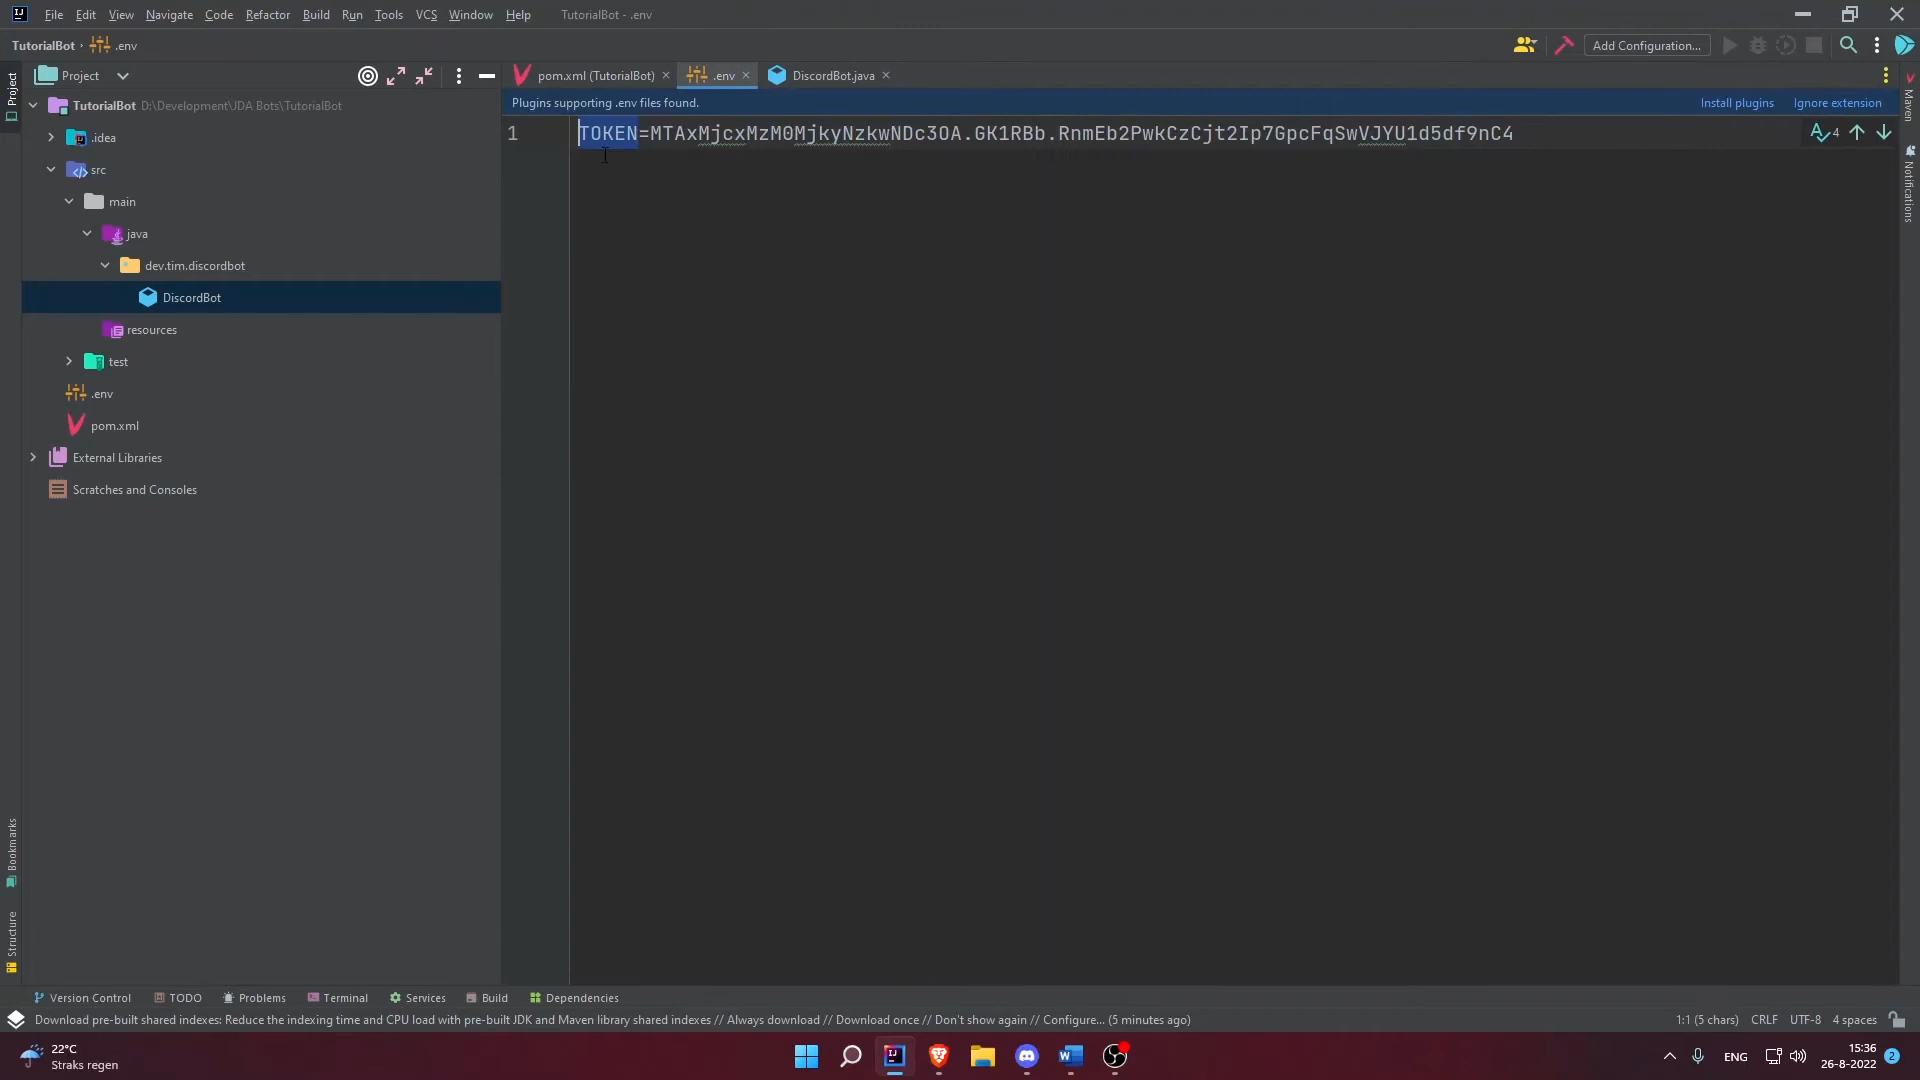 File Edit View Navigate Code Refactor Build Run Tools VCS Window Help TutorialBot - .env
TutorialBot .env Add Configuration...
Project
pom.xml (TutorialBot) .env DiscordBot.java
TutorialBot D:\Development\JDA Bots\TutorialBot
Plugins supporting .env files found. Install plugins Ignore extension
1 TOKEN=MTAxMjcxMzM0MjkyNzkwNDc3OA.GK1RBb.RnmEb2PwkCzCjt2Ip7GpcFqSwVJYU1d5df9nC4 4
.idea
src
main
java
dev.tim.discordbot
DiscordBot
resources
test
.env
pom.xml
External Libraries
Scratches and Consoles
Project
Bookmarks
Structure
Maven
Notifications
Version Control TODO Problems Terminal Services Build Dependencies
Download pre-built shared indexes: Reduce the indexing time and CPU load with pre-built JDK and Maven library shared indexes // Always download // Download once // Don't show again // Configure... (5 minutes ago) 1:1 (5 chars) CRLF UTF-8 4 spaces
22°C
Straks regen
ENG
15:36
26-8-2022
2